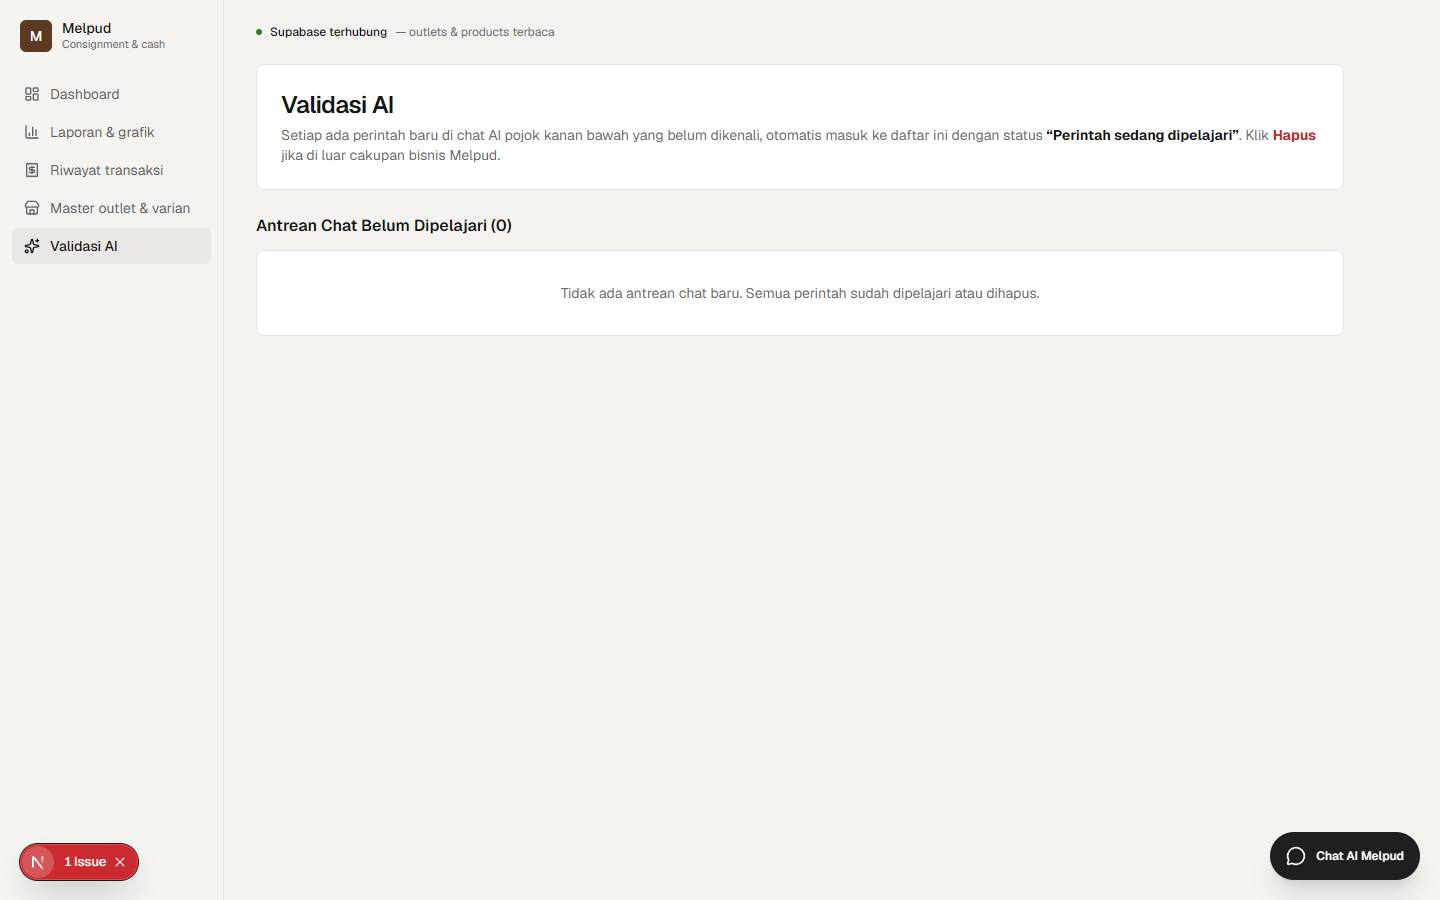 M
Melpud
Consignment & cash
Dashboard
Laporan & grafik
Riwayat transaksi
Master outlet & varian
Validasi AI
Supabase terhubung — outlets & products terbaca
Validasi AI
Setiap ada perintah baru di chat AI pojok kanan bawah yang belum dikenali, otomatis masuk ke daftar ini dengan status “Perintah sedang dipelajari”. Klik Hapus
jika di luar cakupan bisnis Melpud.
Antrean Chat Belum Dipelajari (0)
Tidak ada antrean chat baru. Semua perintah sudah dipelajari atau dihapus.
N 1 Issue
Chat AI Melpud